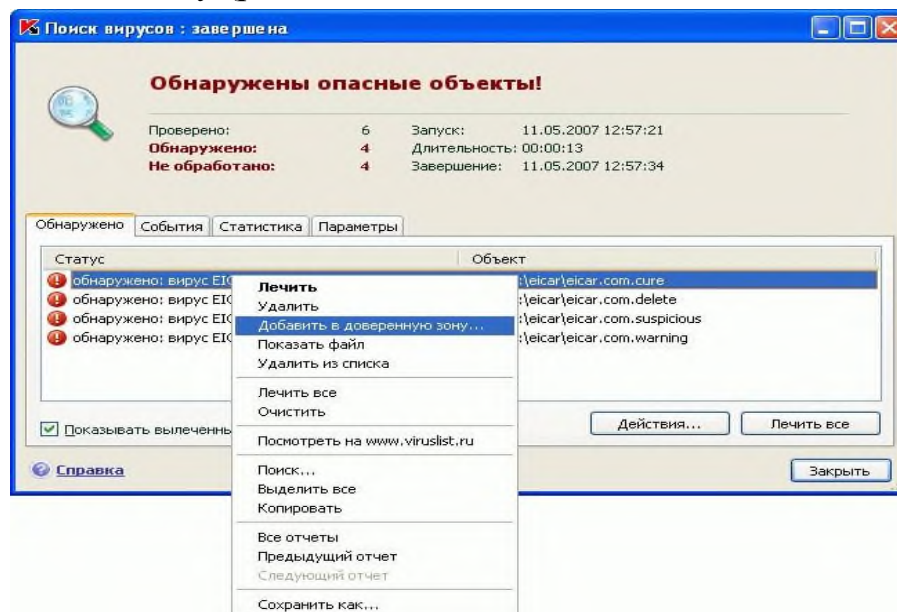 Поиск вирусов : завершена
Обнаружены опасные объекты!
Проверено: 6 Запуск: 11.05.2007 12:57:21
Обнаружено: 4 Длительность: 00:00:13
Не обработано: 4 Завершение: 11.05.2007 12:57:34
Обнаружено События Статистика Параметры
Статус Объект
обнаружено: вирус EIC :\eicar\eicar.com.cure
обнаружено: вирус EIC :\eicar\eicar.com.delete
обнаружено: вирус EIC :\eicar\eicar.com.suspicious
обнаружено: вирус EIC :\eicar\eicar.com.warning
Лечить
Удалить
Добавить в доверенную зону...
Показать файл
Удалить из списка
Лечить все
Очистить
Посмотреть на www.viruslist.ru
Поиск...
Выделить все
Копировать
Все отчеты
Предыдущий отчет
Следующий отчет
Сохранить как...
Показывать вылеченны
Действия... Лечить все
Справка Закрыть